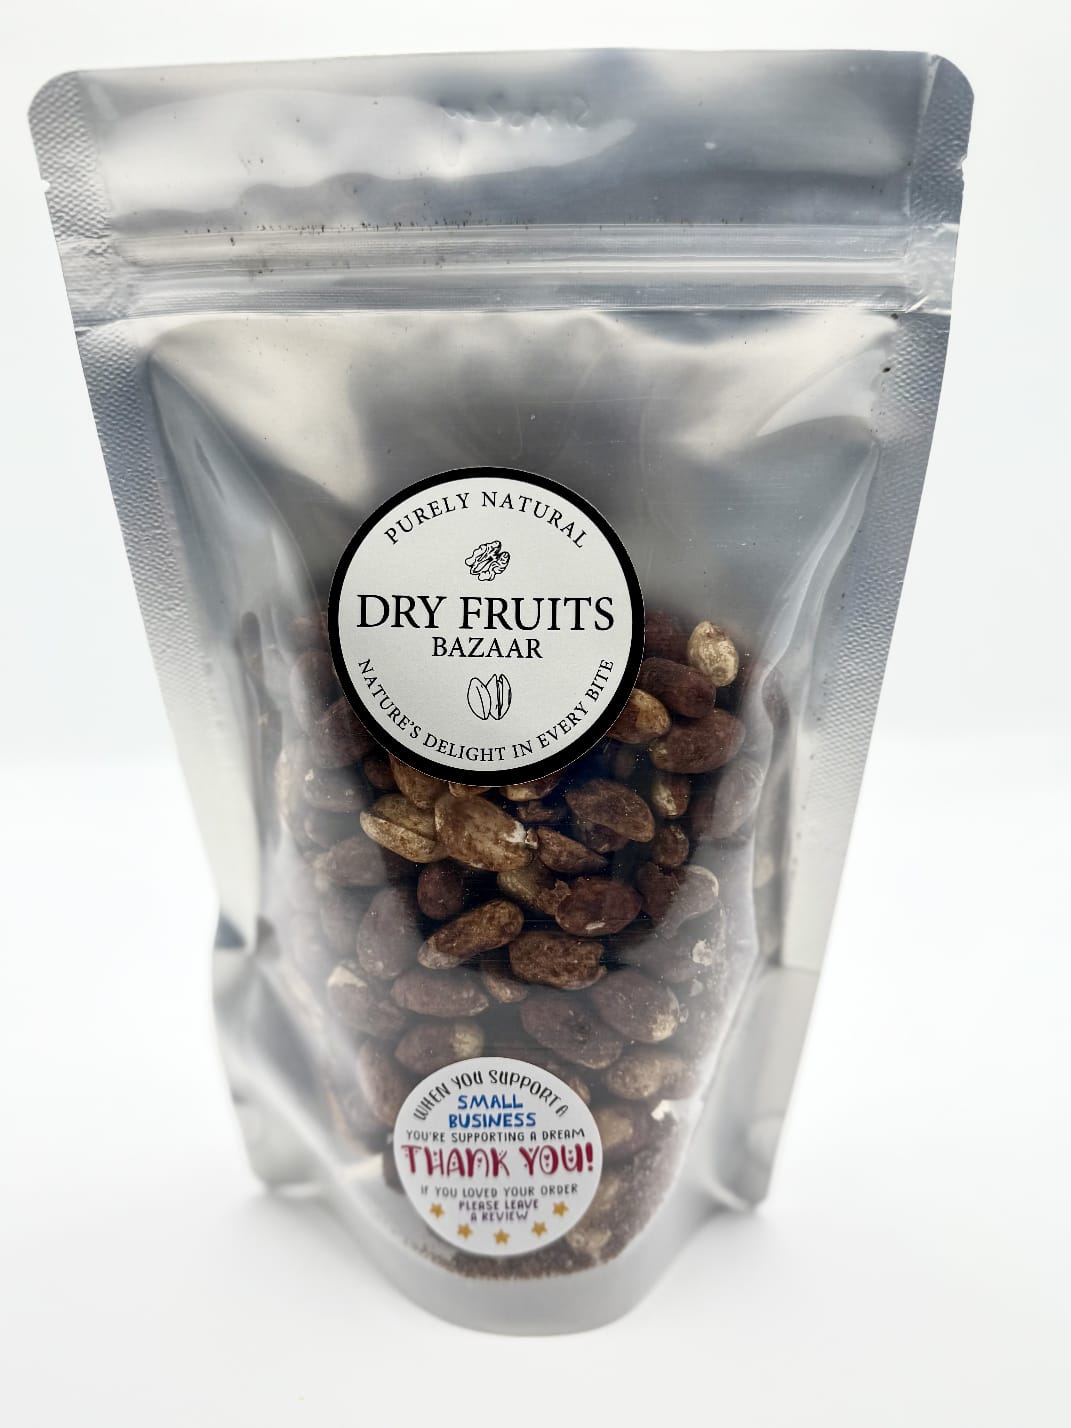 PURELY NATURAL
DRY FRUITS
BAZAAR
NATURE'S DELIGHT IN EVERY BITE
WHEN YOU SUPPORT A
SMALL
BUSINESS
YOU'RE SUPPORTING A DREAM
THANK YOU!
IF YOU LOVED YOUR ORDER
PLEASE LEAVE
A REVIEW